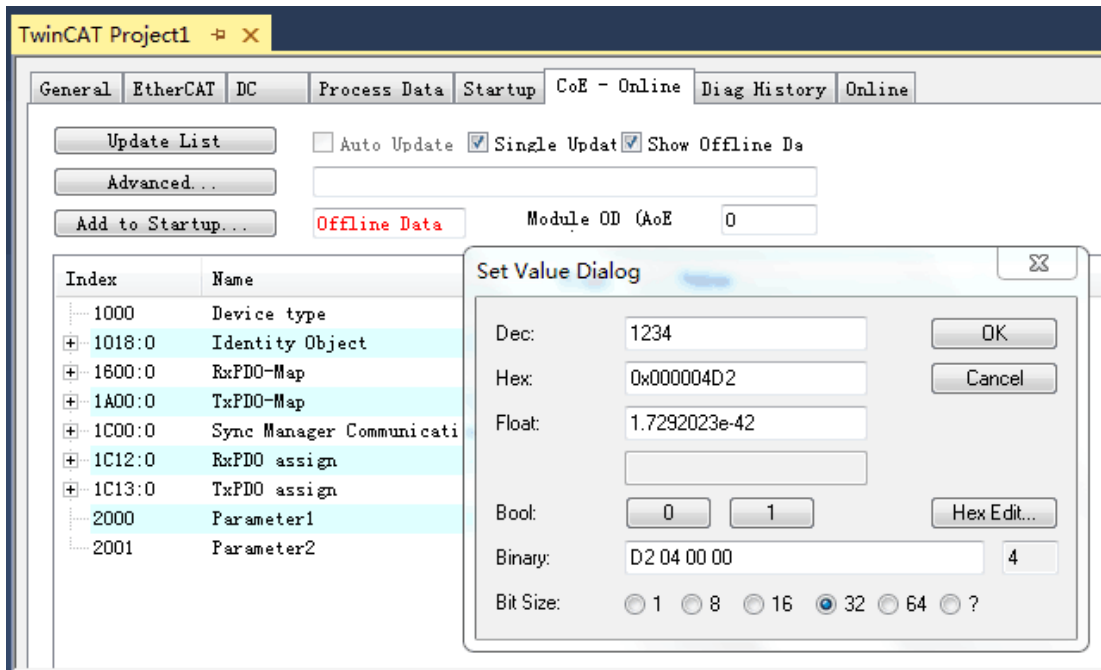 TwinCAT Project1
General EtherCAT DC Process Data Startup CoE - Online Diag History Online
Update List Auto Update Single Updat Show Offline Da
Advanced...
Add to Startup... Offline Data Module OD (AoE 0
Index Name
1000 Device type
1018:0 Identity Object
1600:0 RxPDO-Map
1A00:0 TxPDO-Map
1C00:0 Sync Manager Communicati
1C12:0 RxPDO assign
1C13:0 TxPDO assign
2000 Parameter1
2001 Parameter2
Set Value Dialog
Dec: 1234 OK
Hex: 0x000004D2 Cancel
Float: 1.7292023e-42
Bool: 0 1 Hex Edit...
Binary: D2 04 00 00 4
Bit Size: 1 8 16 32 64 ?